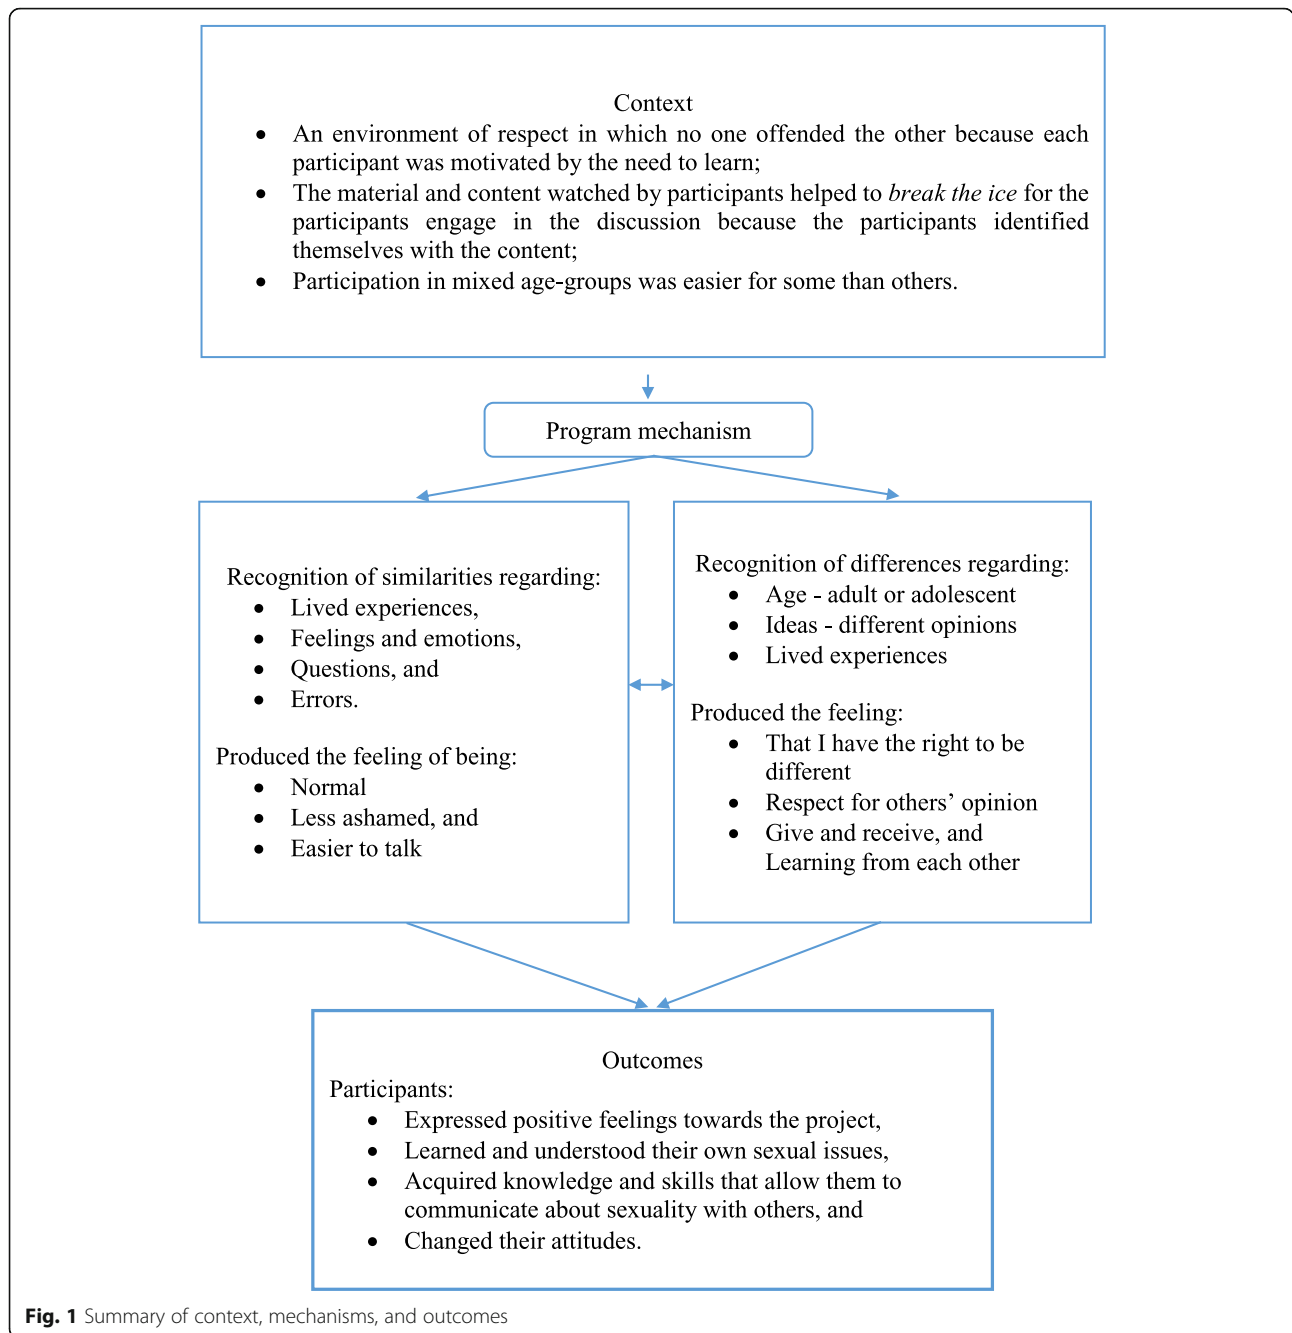 Context
• An environment of respect in which no one offended the other because each
participant was motivated by the need to learn;
• The material and content watched by participants helped to break the ice for the
participants engage in the discussion because the participants identified
themselves with the content;
• Participation in mixed age-groups was easier for some than others.
Program mechanism
Recognition of similarities regarding:
• Lived experiences,
• Feelings and emotions,
• Questions, and
• Errors.
Produced the feeling of being:
• Normal
• Less ashamed, and
• Easier to talk
Recognition of differences regarding:
• Age - adult or adolescent
• Ideas - different opinions
• Lived experiences
Produced the feeling:
• That I have the right to be
different
• Respect for others’ opinion
• Give and receive, and
Learning from each other
Outcomes
Participants:
• Expressed positive feelings towards the project,
• Learned and understood their own sexual issues,
• Acquired knowledge and skills that allow them to
communicate about sexuality with others, and
• Changed their attitudes.
Fig. 1 Summary of context, mechanisms, and outcomes